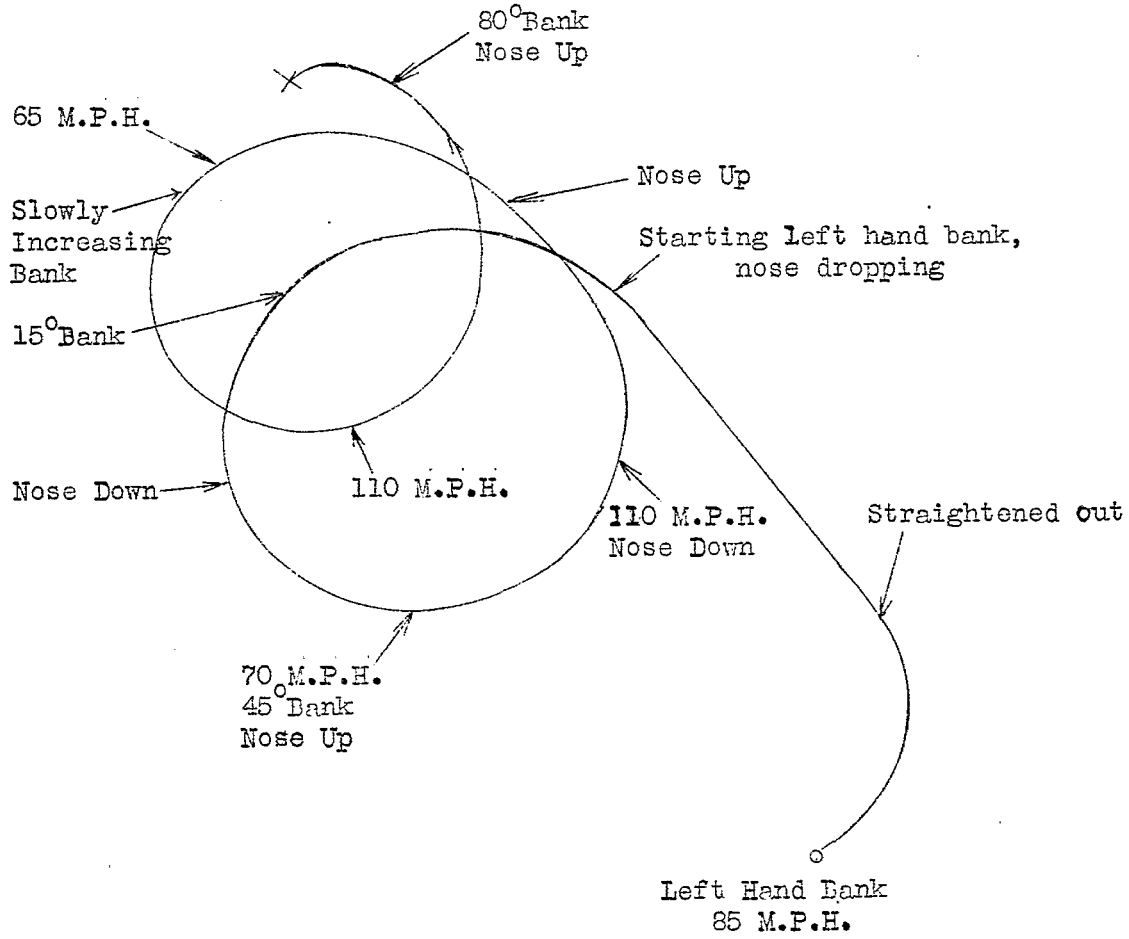 80°Bank
Nose Up
65 M.P.H.
Nose Up
Slowly
Increasing
Bank
Starting left hand bank,
nose dropping
15°Bank
Nose Down
110 M.P.H.
110 M.P.H.
Nose Down
Straightened out
70 M.P.H.
45°Bank
Nose Up
Left Hand Bank
85 M.P.H.